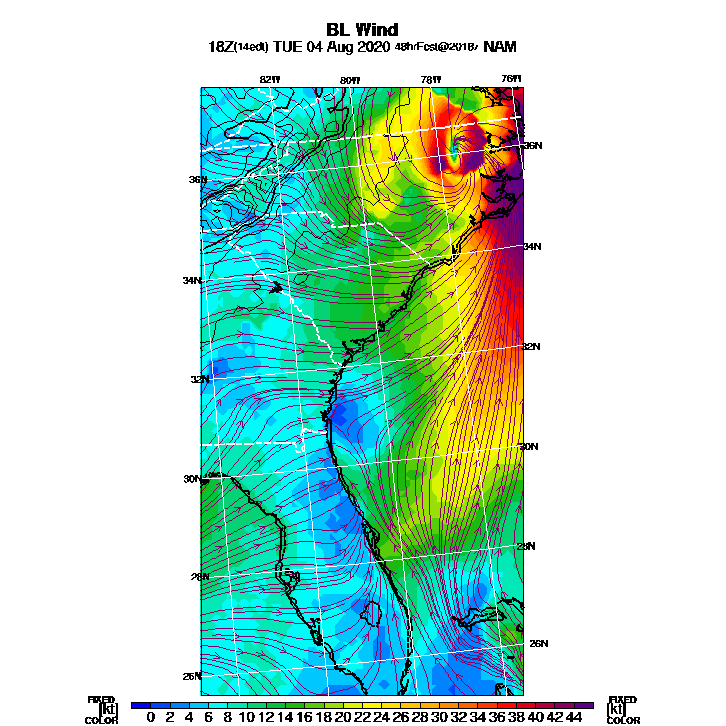 BL Wind
18Z(14edt) TUE 04 Aug 2020 48hrFcst@2018z NAM
82W 80W 78W 76W
36N
36N
34N
34N
32N
32N
30N
30N
28N
28N
26N
26N
FIXED FIXED
[kt] 0 2 4 6 8 10 12 14 16 18 20 22 24 26 28 30 32 34 36 38 40 42 44 [kt]
COLOR COLOR